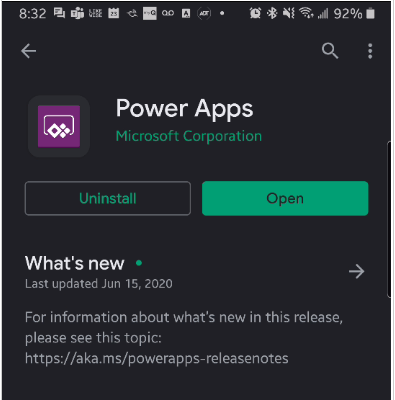 8:32 92%
Power Apps
Microsoft Corporation
Uninstall
Open
What's new
Last updated Jun 15, 2020
For information about what's new in this release,
please see this topic:
https://aka.ms/powerapps-releasenotes